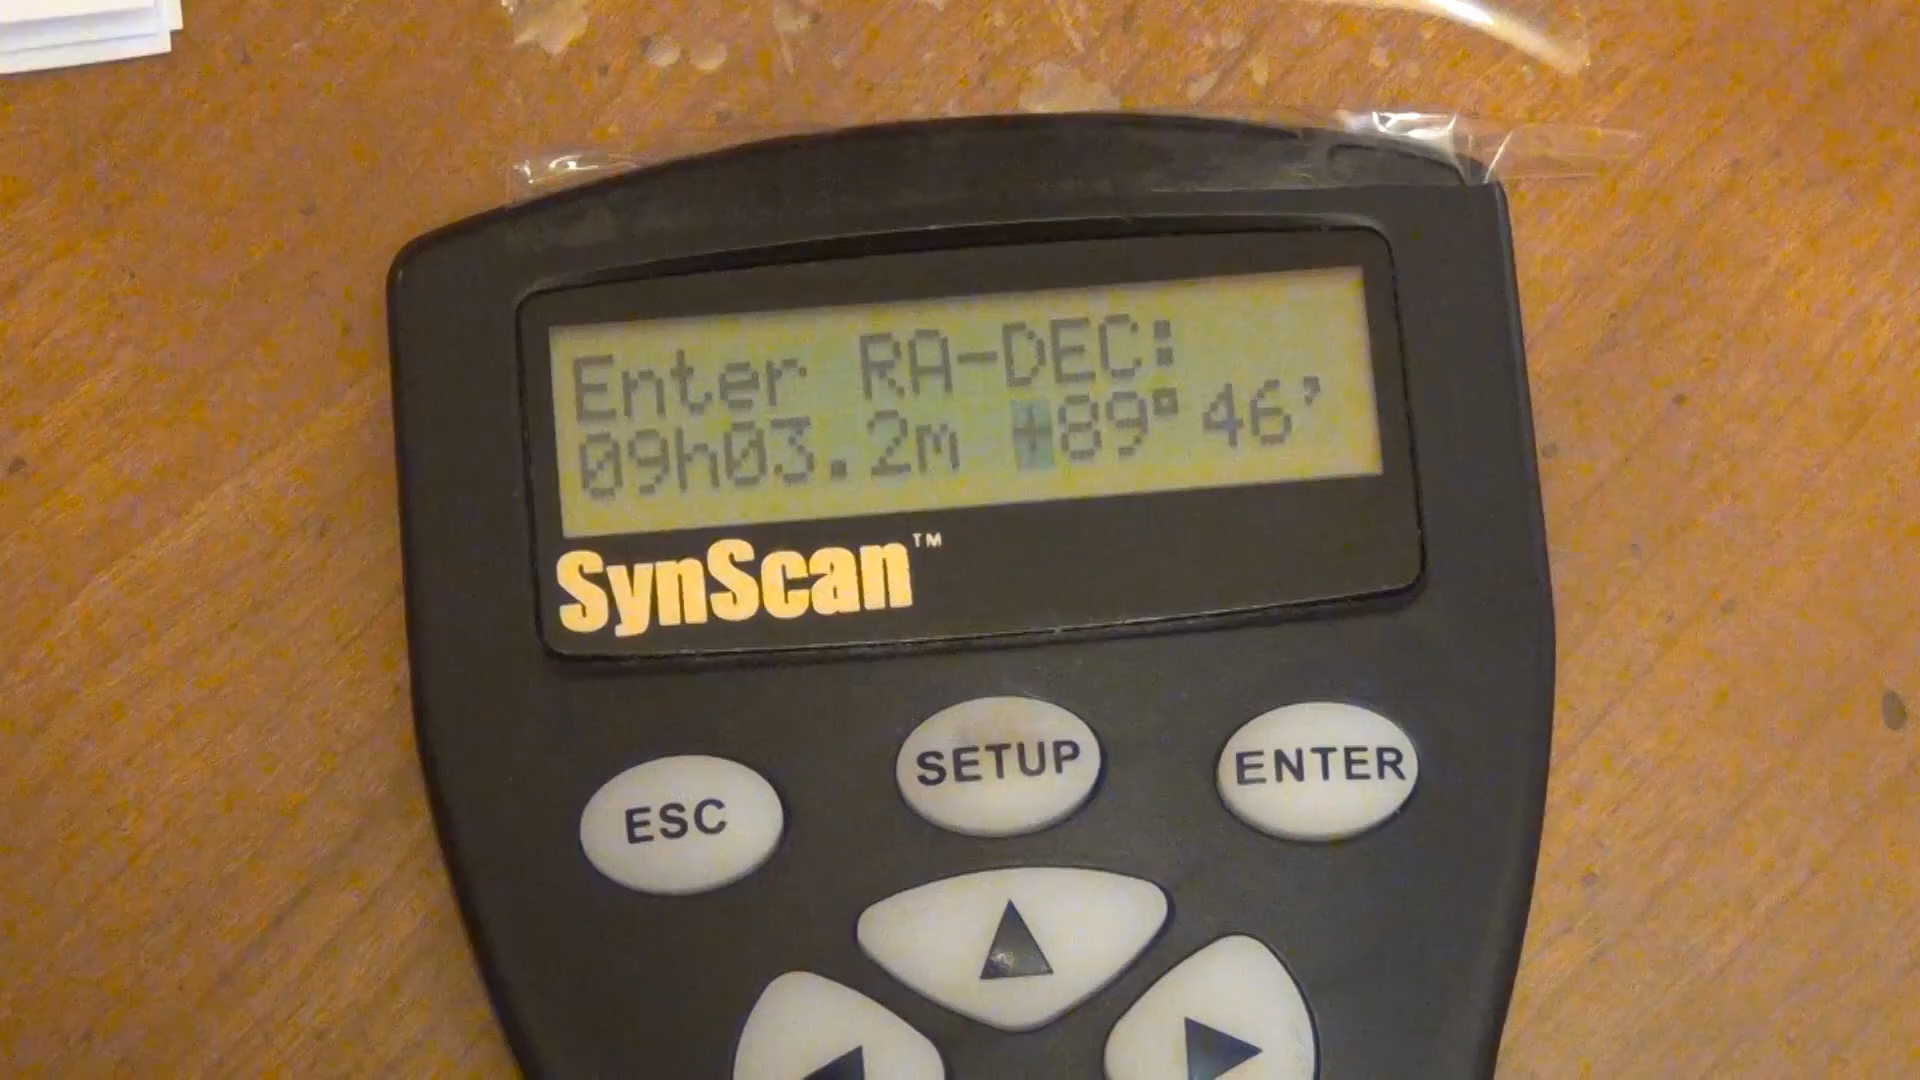 Enter RA-DEC:
09h03.2m +89°46’
SynScan™
SETUP
ENTER
ESC